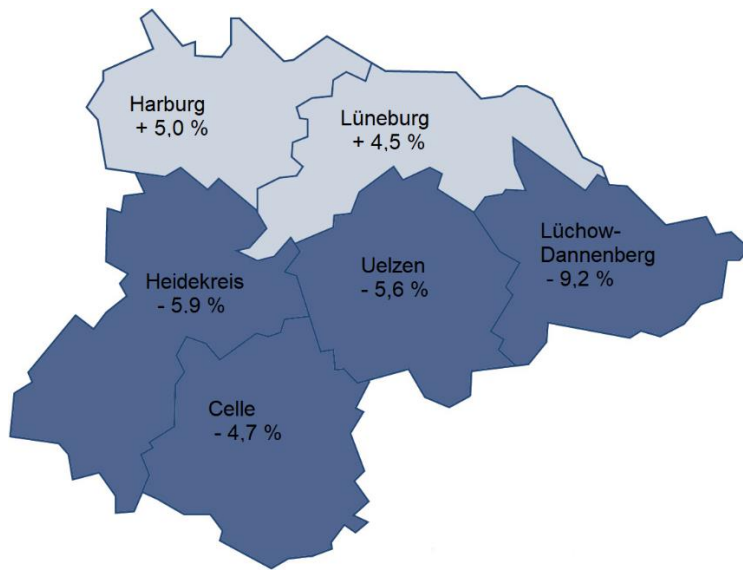 Harburg
+ 5,0 %
Lüneburg
+ 4,5 %
Lüchow-
Dannenberg
- 9,2 %
Uelzen
- 5,6 %
Heidekreis
- 5.9 %
Celle
- 4,7 %